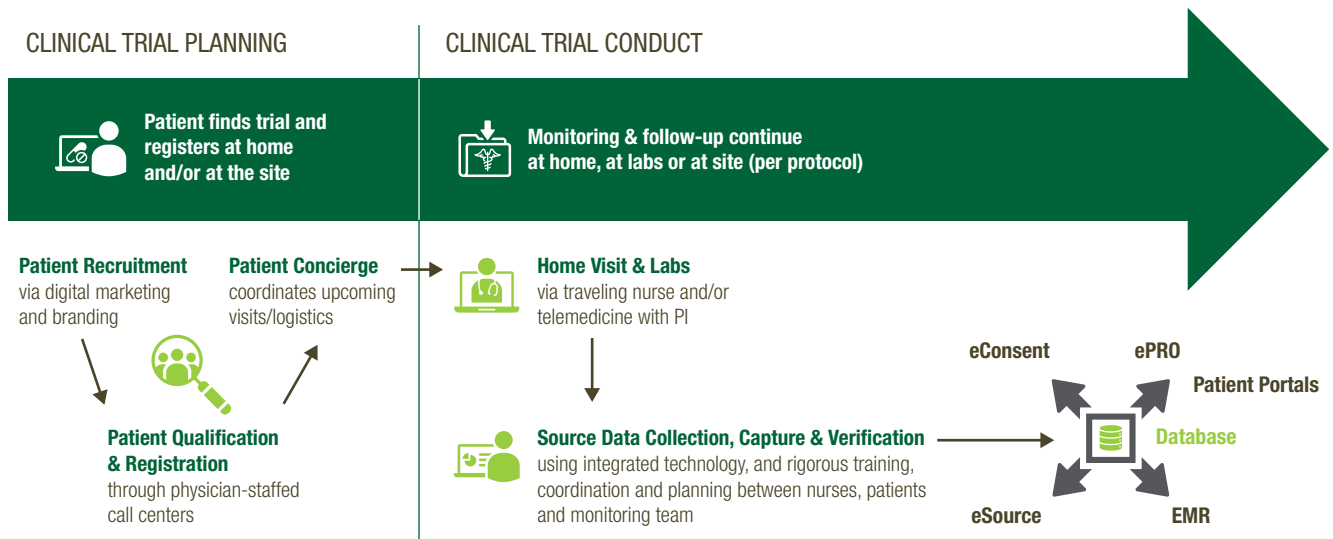 CLINICAL TRIAL PLANNING
CLINICAL TRIAL CONDUCT
Patient finds trial and
registers at home
and/or at the site
Monitoring & follow-up continue
at home, at labs or at site (per protocol)
Patient Recruitment
via digital marketing
and branding
Patient Concierge
coordinates upcoming
visits/logistics
Patient Qualification
& Registration
through physician-staffed
call centers
Home Visit & Labs
via traveling nurse and/or
telemedicine with PI
Source Data Collection, Capture & Verification
using integrated technology, and rigorous training,
coordination and planning between nurses, patients
and monitoring team
eConsent
ePRO
Patient Portals
Database
eSource
EMR